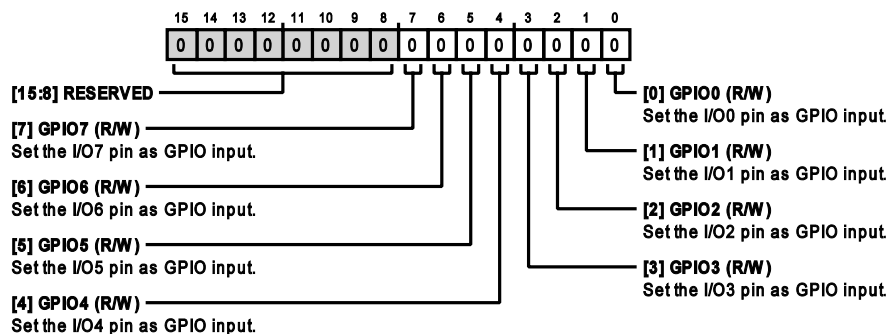 15 14 13 12 11 10 9 8 7 6 5 4 3 2 1 0
0 0 0 0 0 0 0 0 0 0 0 0 0 0 0 0
[15:8] RESERVED
[7] GPIO7 (R/W)
Set the I/O7 pin as GPIO input.
[6] GPIO6 (R/W)
Set the I/O6 pin as GPIO input.
[5] GPIO5 (R/W)
Set the I/O5 pin as GPIO input.
[4] GPIO4 (R/W)
Set the I/O4 pin as GPIO input.
[0] GPIO0 (R/W)
Set the I/O0 pin as GPIO input.
[1] GPIO1 (R/W)
Set the I/O1 pin as GPIO input.
[2] GPIO2 (R/W)
Set the I/O2 pin as GPIO input.
[3] GPIO3 (R/W)
Set the I/O3 pin as GPIO input.